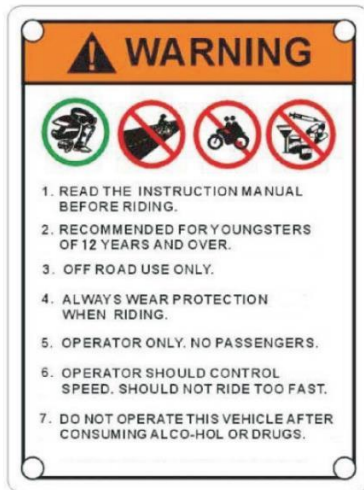 WARNING
1. READ THE INSTRUCTION MANUAL
BEFORE RIDING.
2. RECOMMENDED FOR YOUNGSTERS
OF 12 YEARS AND OVER.
3. OFF ROAD USE ONLY.
4. ALWAYS WEAR PROTECTION
WHEN RIDING.
5. OPERATOR ONLY. NO PASSENGERS.
6. OPERATOR SHOULD CONTROL
SPEED. SHOULD NOT RIDE TOO FAST.
7. DO NOT OPERATE THIS VEHICLE AFTER
CONSUMING ALCO-HOL OR DRUGS.